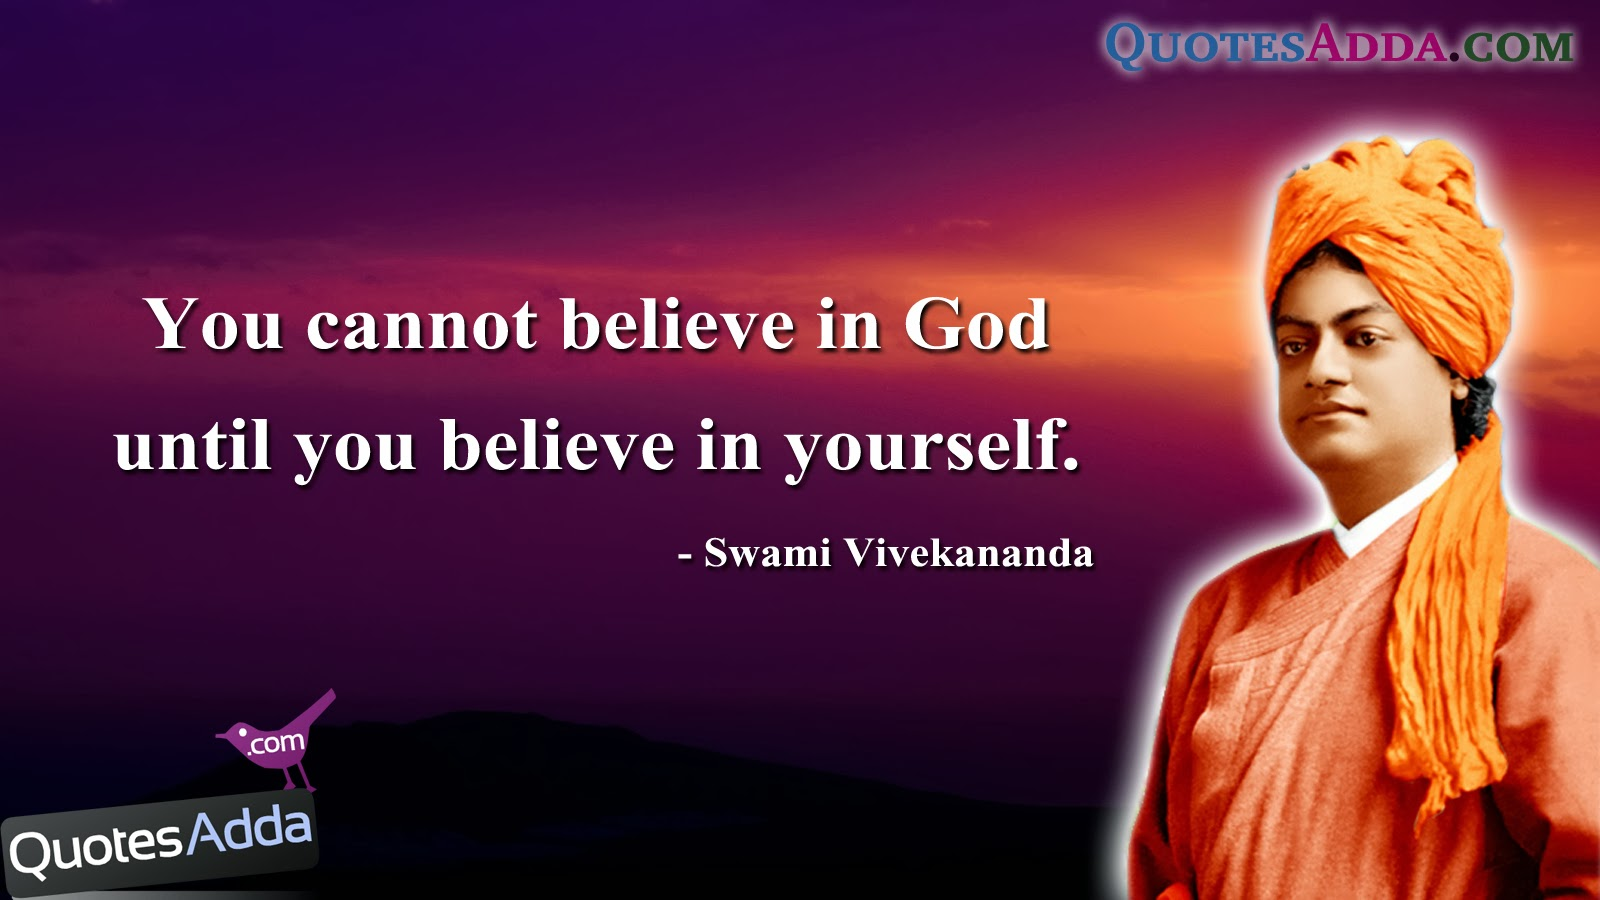 QuotesAdda.com
You cannot believe in God
until you believe in yourself.
- Swami Vivekananda
.com
QuotesAdda